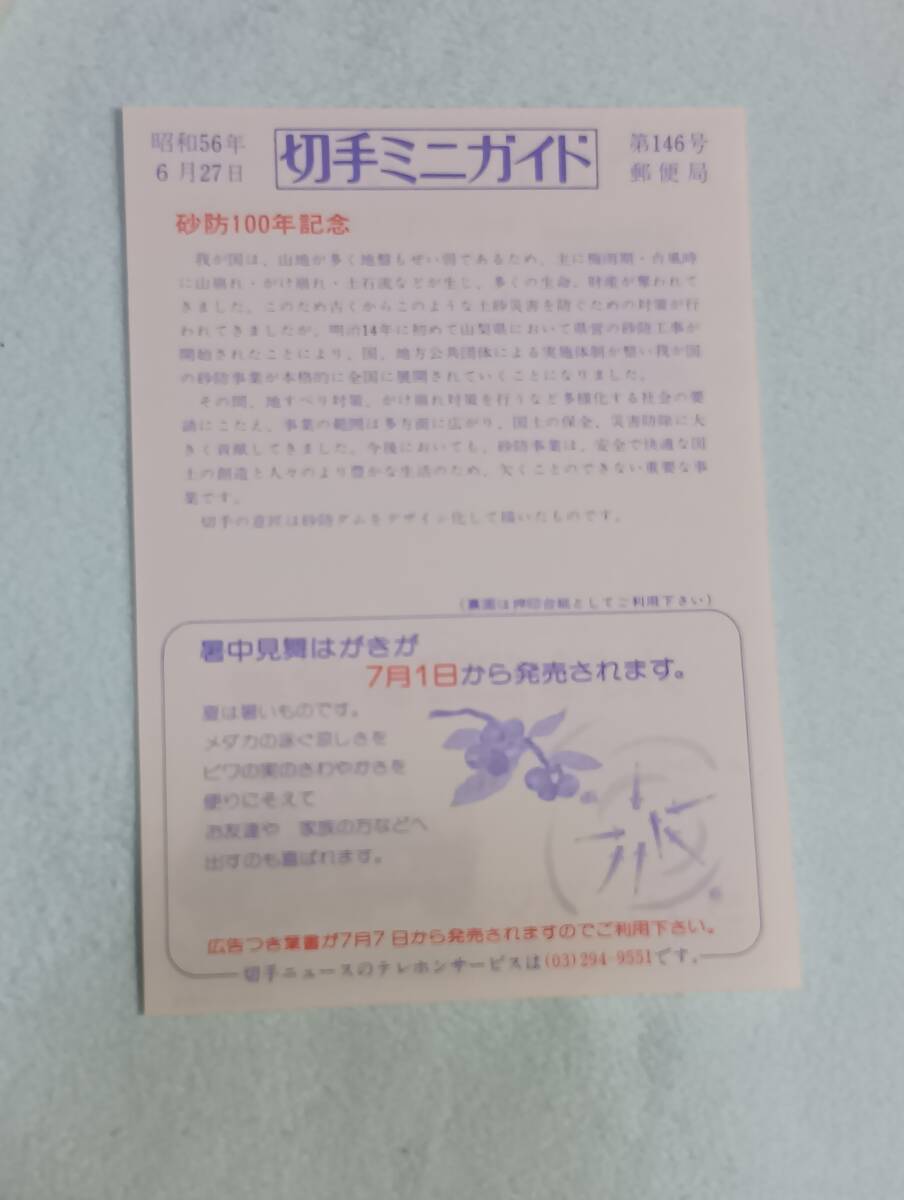 昭和56年
6月27日
切手ミニガイド
第146号
郵便局
砂防100年記念
我が国は、山地が多く地盤もぜい弱であるため、主に梅雨期・台風時
に山崩れ・がけ崩れ・土石流などが生じ、多くの生命、財産が奪われて
きました。このため古くからこのような土砂災害を防ぐための対策が行
われてきましたが、明治14年に初めて山梨県において県営の砂防工事が
開始されたことにより、国、地方公共団体による実施体制が整い我が国
の砂防事業が本格的に全国に展開されていくことになりました。
その間、地すべり対策、がけ崩れ対策を行うなど多様化する社会の要
請にこたえ、事業の範囲は多方面に広がり、国土の保全、災害防除に大
きく貢献してきました。今後においても、砂防事業は、安全で快適な国
土の創造と人々のより豊かな生活のため、欠くことのできない重要な事
業です。
切手の意匠は砂防ダムをデザイン化して描いたものです。
(裏面は押印台紙としてご利用下さい)
暑中見舞はがきが
7月1日から発売されます。
夏は暑いものです。
メダカの泳ぐ涼しさを
ビワの実のさわやかさを
便りにそえて
お友達や 家族の方などへ
出すのも喜ばれます。
広告つき葉書が7月7日から発売されますのでご利用下さい。
切手ニュースのテレホンサービスは(03)294-9551です。